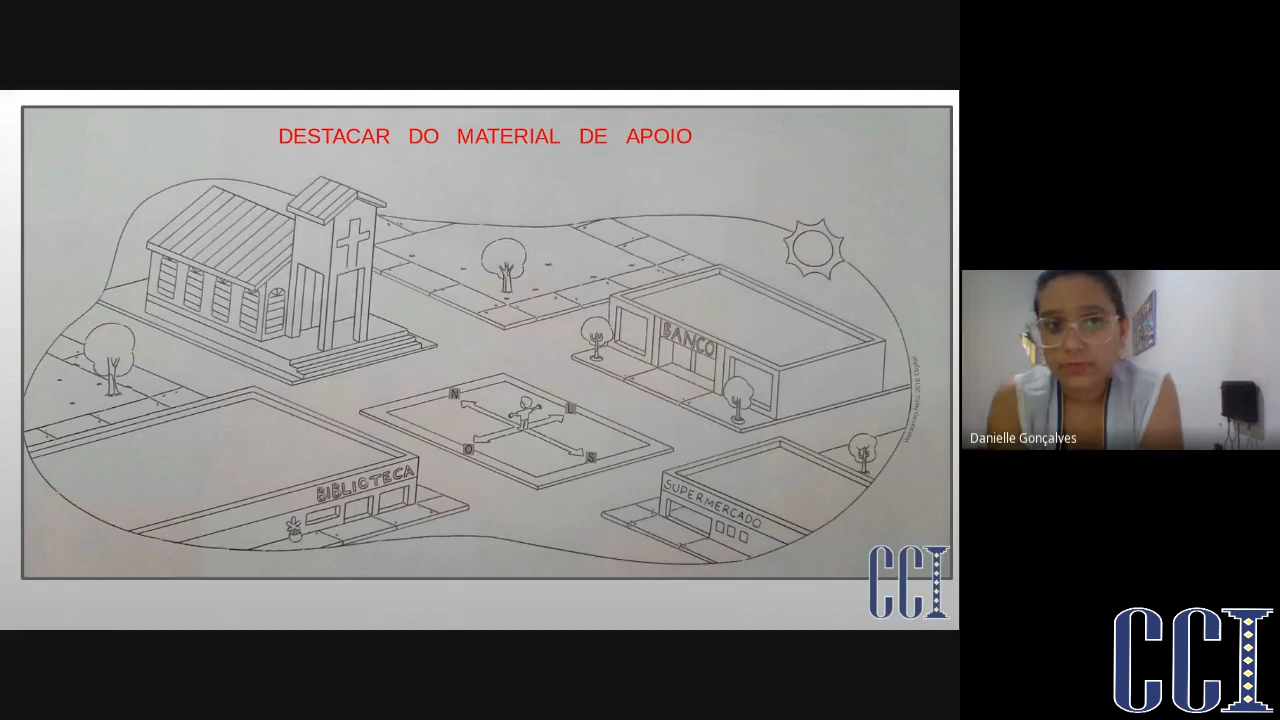 DESTACAR DO MATERIAL DE APOIO
BANCO
N
L
O
S
BIBLIOTECA
SUPERMERCADO
Danielle Gonçalves
CCI
CCI